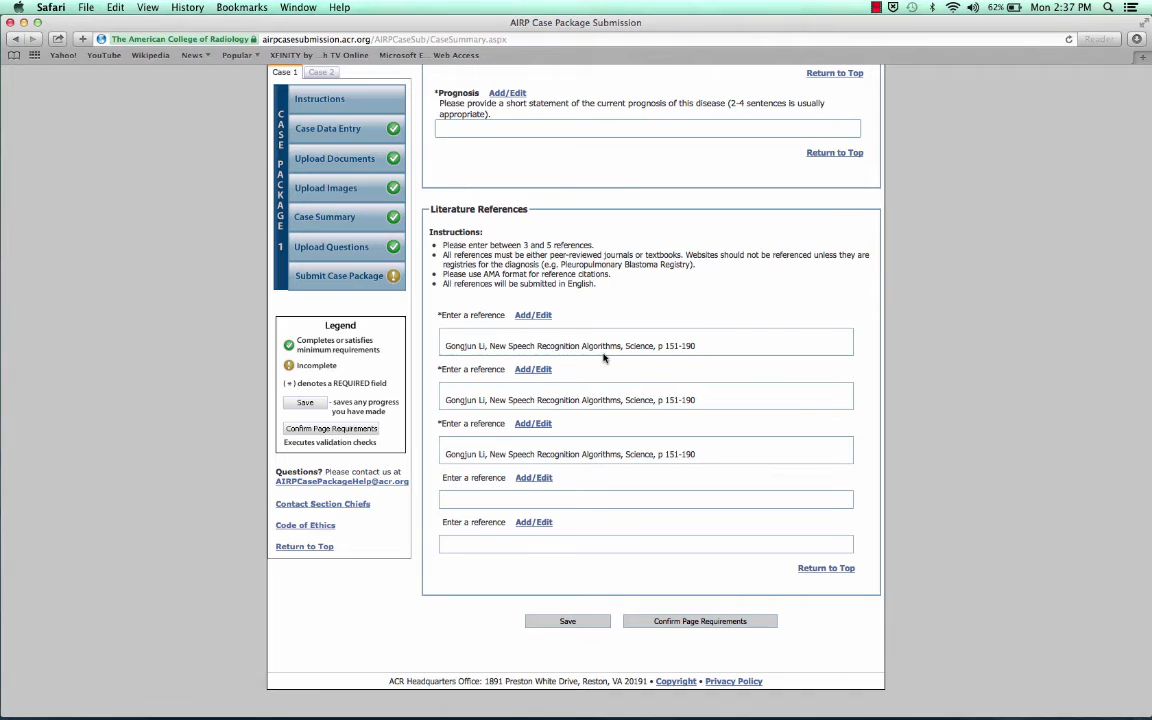 Safari File Edit View History Bookmarks Window Help 62% Mon 2:37 PM
AIRP Case Package Submission
The American College of Radiology airpcasesubmission.acr.org/AIRPCaseSub/CaseSummary.aspx Reader
Yahoo! YouTube Wikipedia News Popular XFINITY by ...h TV Online Microsoft E... Web Access
Case 1 Case 2
CASE PACKAGE 1
Instructions
Case Data Entry
Upload Documents
Upload Images
Case Summary
Upload Questions
Submit Case Package
Legend
Completes or satisfies
minimum requirements
Incomplete
(+) denotes a REQUIRED field
Save - saves any progress
you have made
Confirm Page Requirements
Executes validation checks
Questions? Please contact us at
AIRPCasePackageHelp@acr.org
Contact Section Chiefs
Code of Ethics
Return to Top
Return to Top
*Prognosis Add/Edit
Please provide a short statement of the current prognosis of this disease (2-4 sentences is usually
appropriate).
Return to Top
Literature References
Instructions:
• Please enter between 3 and 5 references.
• All references must be either peer-reviewed journals or textbooks. Websites should not be referenced unless they are
registries for the diagnosis (e.g. Pleuropulmonary Blastoma Registry).
• Please use AMA format for reference citations.
• All references will be submitted in English.
*Enter a reference Add/Edit
Gongjun Li, New Speech Recognition Algorithms, Science, p 151-190
*Enter a reference Add/Edit
Gongjun Li, New Speech Recognition Algorithms, Science, p 151-190
*Enter a reference Add/Edit
Gongjun Li, New Speech Recognition Algorithms, Science, p 151-190
Enter a reference Add/Edit
Enter a reference Add/Edit
Return to Top
Save Confirm Page Requirements
ACR Headquarters Office: 1891 Preston White Drive, Reston, VA 20191 • Copyright • Privacy Policy